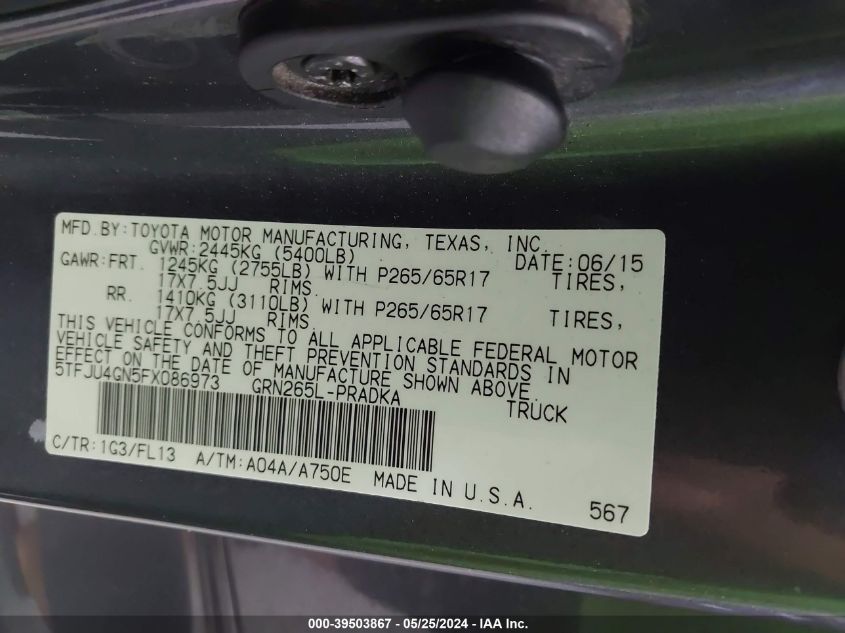 MFD.BY:TOYOTA MOTOR MANUFACTURING, TEXAS, INC.
GVWR:2445KG (5400LB) DATE:06/15
GAWR:FRT. 1245KG (2755LB) WITH P265/65R17 TIRES,
17X7.5JJ RIMS
RR. 1410KG (3110LB) WITH P265/65R17 TIRES,
17X7.5JJ RIMS
THIS VEHICLE CONFORMS TO ALL APPLICABLE FEDERAL MOTOR
VEHICLE SAFETY AND THEFT PREVENTION STANDARDS IN
EFFECT ON THE DATE OF MANUFACTURE SHOWN ABOVE.
5TFJU4GN5FX086973 GRN265L-PRADKA TRUCK
C/TR:1G3/FL13 A/TM:A04A/A750E MADE IN U.S.A.
567
000-39503867 - 05/25/2024 - IAA Inc.